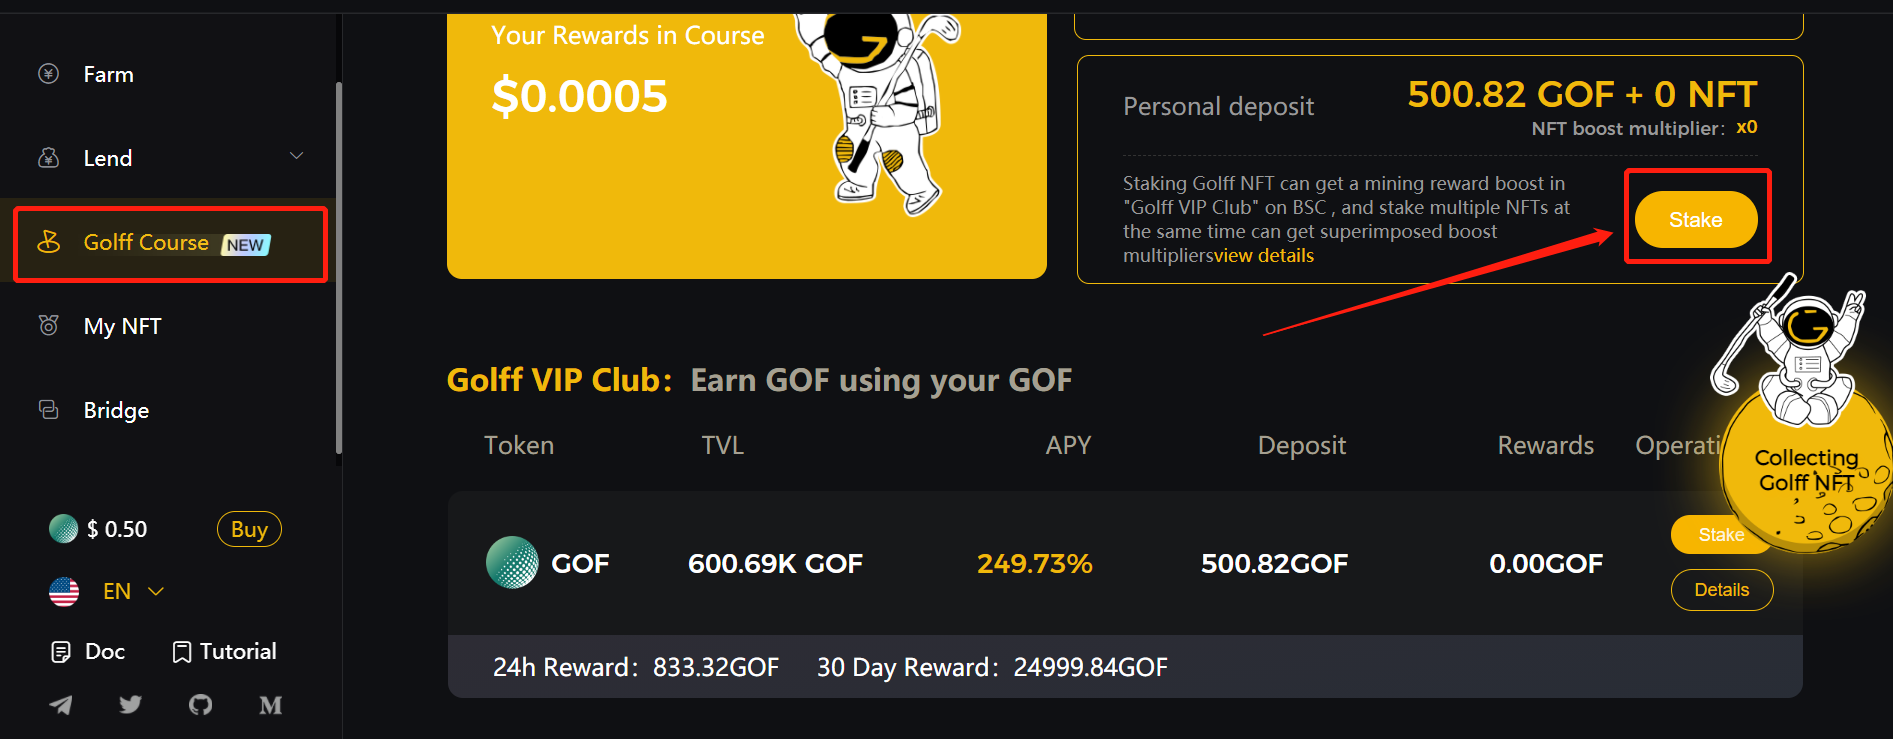 Farm
Lend
Golff Course NEW
My NFT
Bridge
$ 0.50 Buy
EN
Doc Tutorial
Your Rewards in Course
$0.0005
Personal deposit
500.82 GOF + 0 NFT
NFT boost multiplier: x0
Staking Golff NFT can get a mining reward boost in
"Golff VIP Club" on BSC , and stake multiple NFTs at
the same time can get superimposed boost
multipliersview details
Stake
Golff VIP Club: Earn GOF using your GOF
Token TVL APY Deposit Rewards Operati
GOF 600.69K GOF 249.73% 500.82GOF 0.00GOF
Stake
Details
Collecting
Golff NFT
24h Reward: 833.32GOF 30 Day Reward: 24999.84GOF